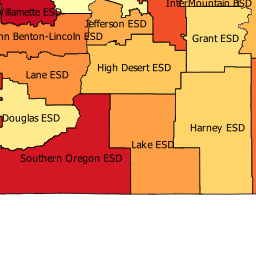 Willamette ESD
InterMountain ESD
Jefferson ESD
nn Benton-Lincoln ESD
Grant ESD
High Desert ESD
Lane ESD
Douglas ESD
Harney ESD
Lake ESD
Southern Oregon ESD